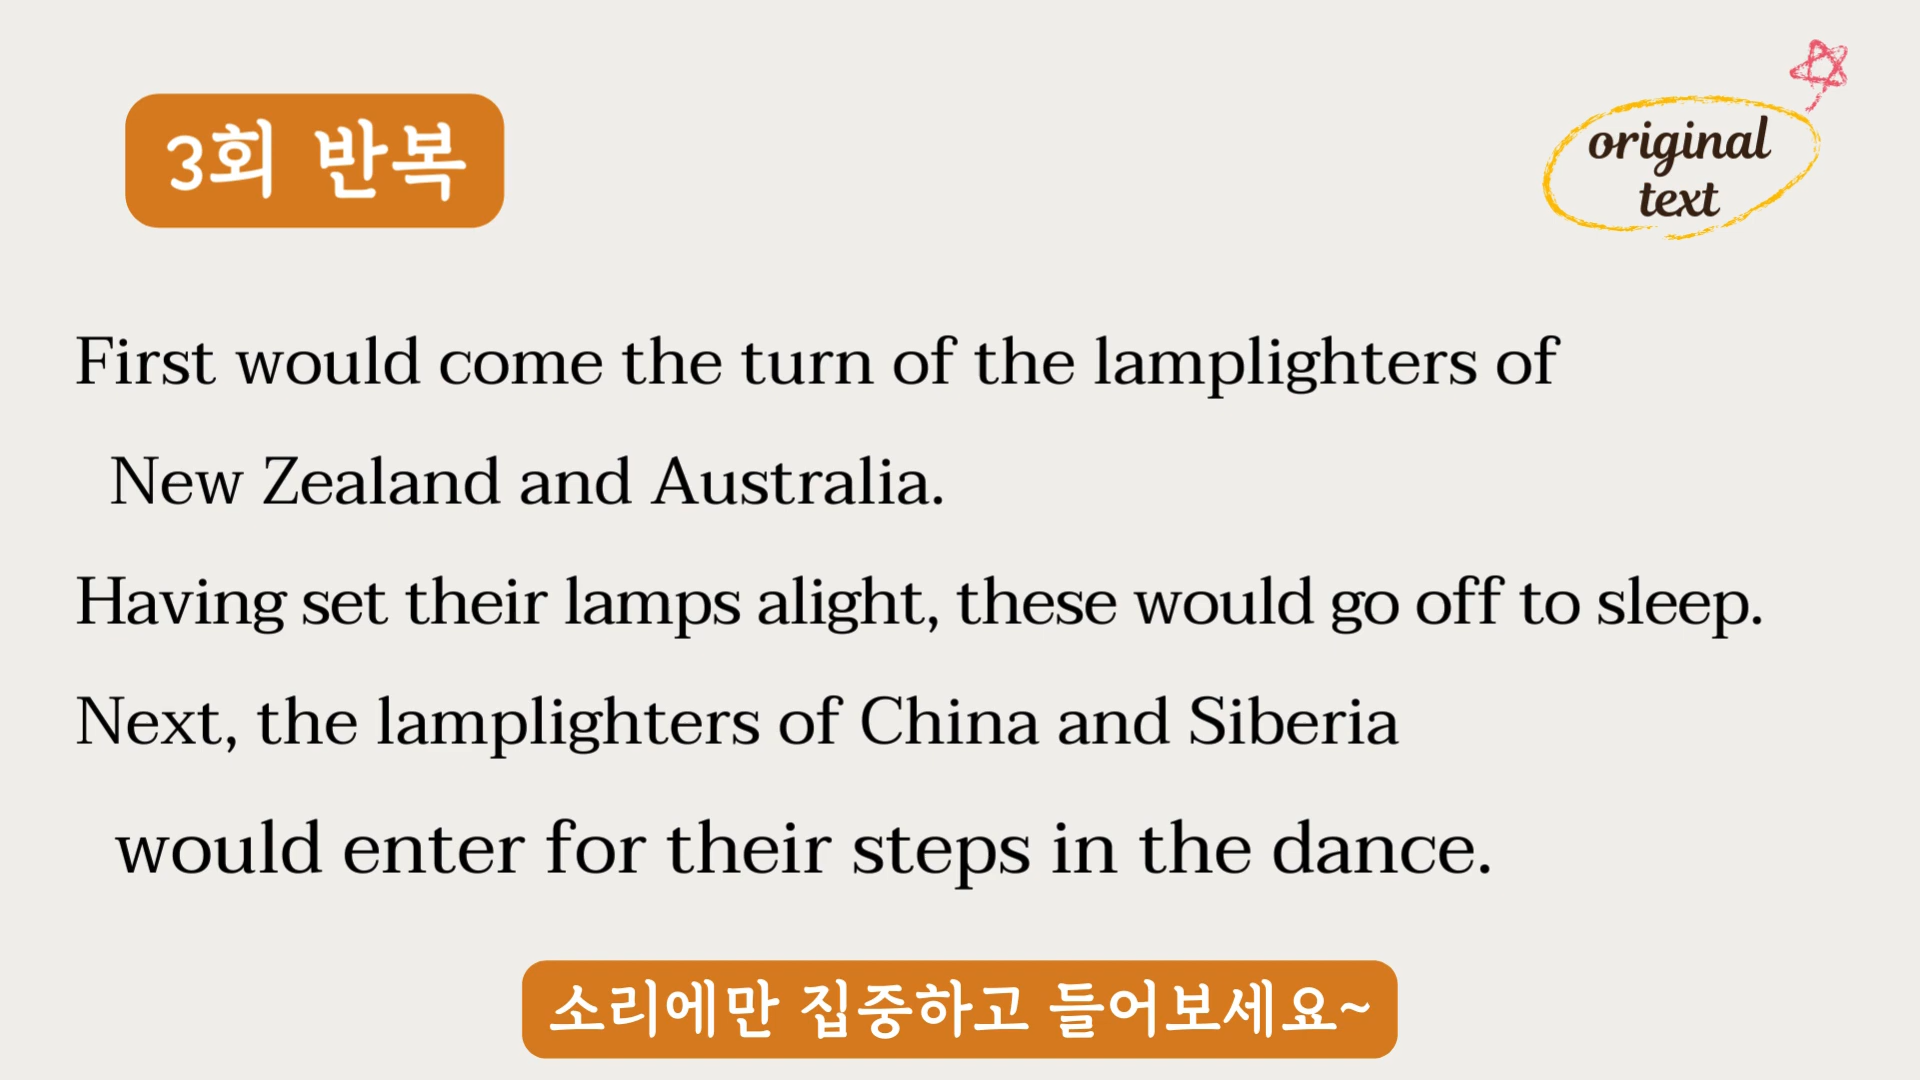 3회 반복
original
text
First would come the turn of the lamplighters of
New Zealand and Australia.
Having set their lamps alight, these would go off to sleep.
Next, the lamplighters of China and Siberia
would enter for their steps in the dance.
소리에만 집중하고 들어보세요~